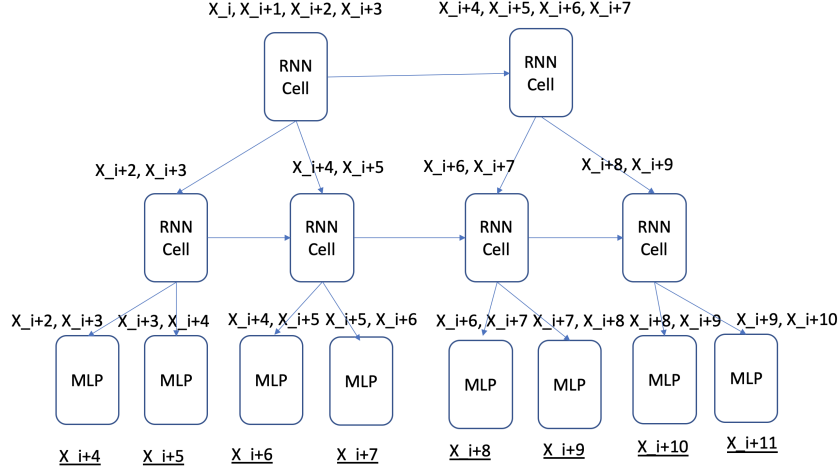 X_i, X_i+1, X_i+2, X_i+3
X_i+4, X_i+5, X_i+6, X_i+7
RNN
Cell
RNN
Cell
X_i+2, X_i+3
X_i+4, X_i+5
X_i+6, X_i+7
X_i+8, X_i+9
RNN
Cell
RNN
Cell
RNN
Cell
RNN
Cell
X_i+2, X_i+3
X_i+3, X_i+4
X_i+4, X_i+5
X_i+5, X_i+6
X_i+6, X_i+7
X_i+7, X_i+8
X_i+8, X_i+9
X_i+9, X_i+10
MLP
MLP
MLP
MLP
MLP
MLP
MLP
MLP
X_i+4
X_i+5
X_i+6
X_i+7
X_i+8
X_i+9
X_i+10
X_i+11